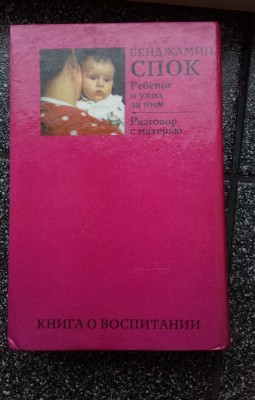 БЕНДЖАМИН
СПОК
Ребенок
и уход
за ним
Разговор
с матерью
КНИГА О ВОСПИТАНИИ